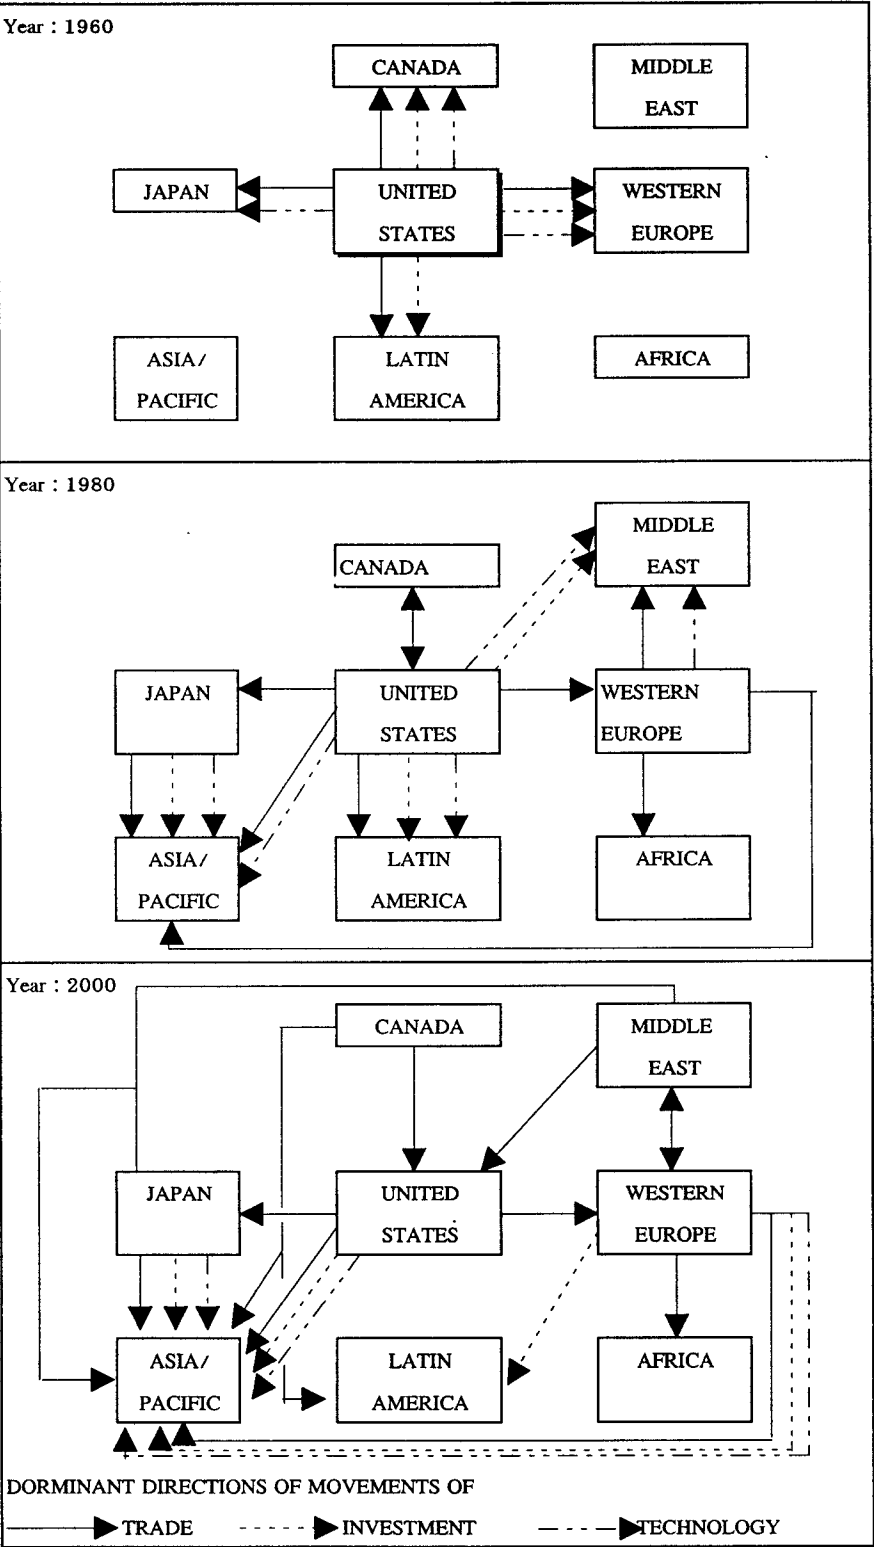 Year : 1960
CANADA
MIDDLE
EAST
JAPAN
UNITED
STATES
WESTERN
EUROPE
ASIA/
PACIFIC
LATIN
AMERICA
AFRICA
Year : 1980
CANADA
MIDDLE
EAST
JAPAN
UNITED
STATES
WESTERN
EUROPE
ASIA/
PACIFIC
LATIN
AMERICA
AFRICA
Year : 2000
CANADA
MIDDLE
EAST
JAPAN
UNITED
STATES
WESTERN
EUROPE
ASIA/
PACIFIC
LATIN
AMERICA
AFRICA
DORMINANT DIRECTIONS OF MOVEMENTS OF
TRADE
INVESTMENT
TECHNOLOGY